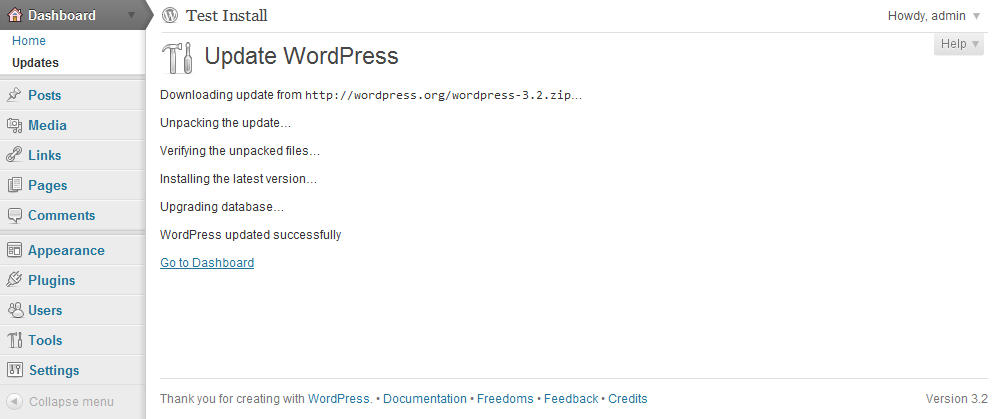 Dashboard
Home
Updates
Posts
Media
Links
Pages
Comments
Appearance
Plugins
Users
Tools
Settings
Collapse menu
Test Install
Howdy, admin
Help
Update WordPress
Downloading update from http://wordpress.org/wordpress-3.2.zip…
Unpacking the update…
Verifying the unpacked files…
Installing the latest version…
Upgrading database…
WordPress updated successfully
Go to Dashboard
Thank you for creating with WordPress. • Documentation • Freedoms • Feedback • Credits
Version 3.2